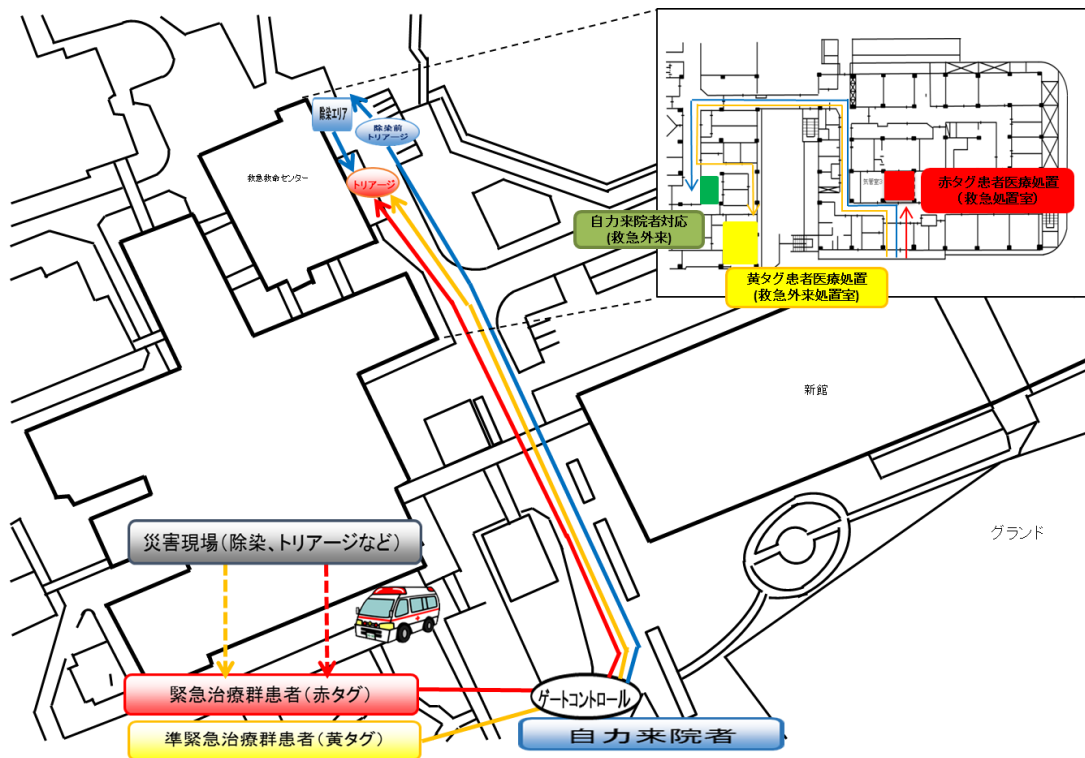 除染エリア
除染前
トリアージ
救急救命センター
トリアージ
赤タグ患者医療処置
(救急処置室)
自力来院者対応
(救急外来)
黄タグ患者医療処置
(救急外来処置室)
新館
グランド
災害現場(除染、トリアージなど)
緊急治療群患者(赤タグ)
準緊急治療群患者(黄タグ)
ゲートコントロール
自力来院者